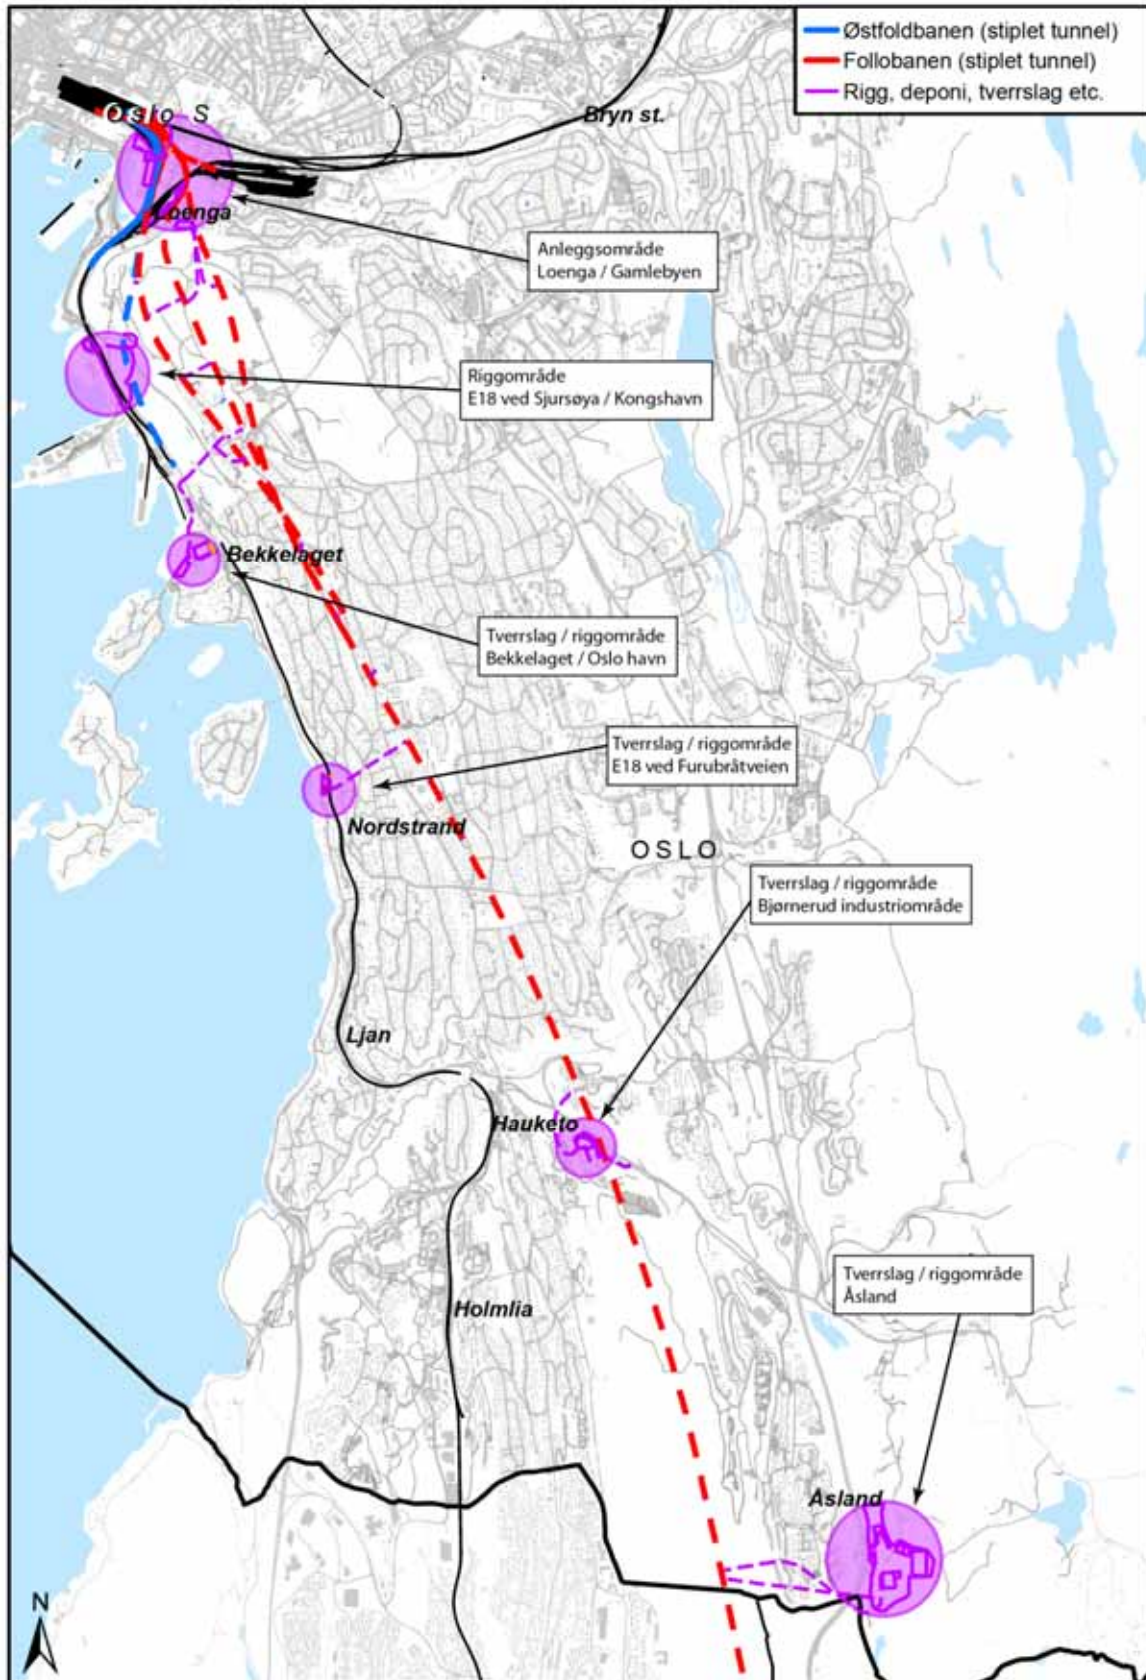 Østfoldbanen (stiplet tunnel)
Follobanen (stiplet tunnel)
Rigg, deponi, tverrslag etc.
Oslo S
Bryn st.
Loenga
Anleggsområde
Loenga / Gamlebyen
Riggområde
E18 ved Sjursøya / Kongshavn
Bekkelaget
Tverrslag / riggområde
Bekkelaget / Oslo havn
Tverrslag / riggområde
E18 ved Furubråtveien
Nordstrand
OSLO
Tverrslag / riggområde
Bjørnerud industriområde
Ljan
Hauketo
Tverrslag / riggområde
Åsland
Holmlia
Åsland
N